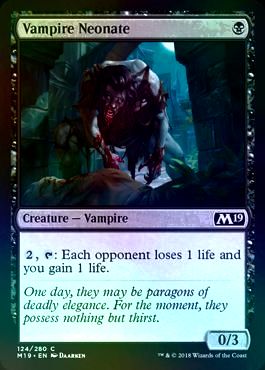 Vampire Neonate
Creature — Vampire
M19
2, : Each opponent loses 1 life and
you gain 1 life.
One day, they may be paragons of
deadly elegance. For the moment, they
possess nothing but thirst.
0/3
124/280 C
M19 • EN DAARKEN
™ & © 2018 Wizards of the Coast